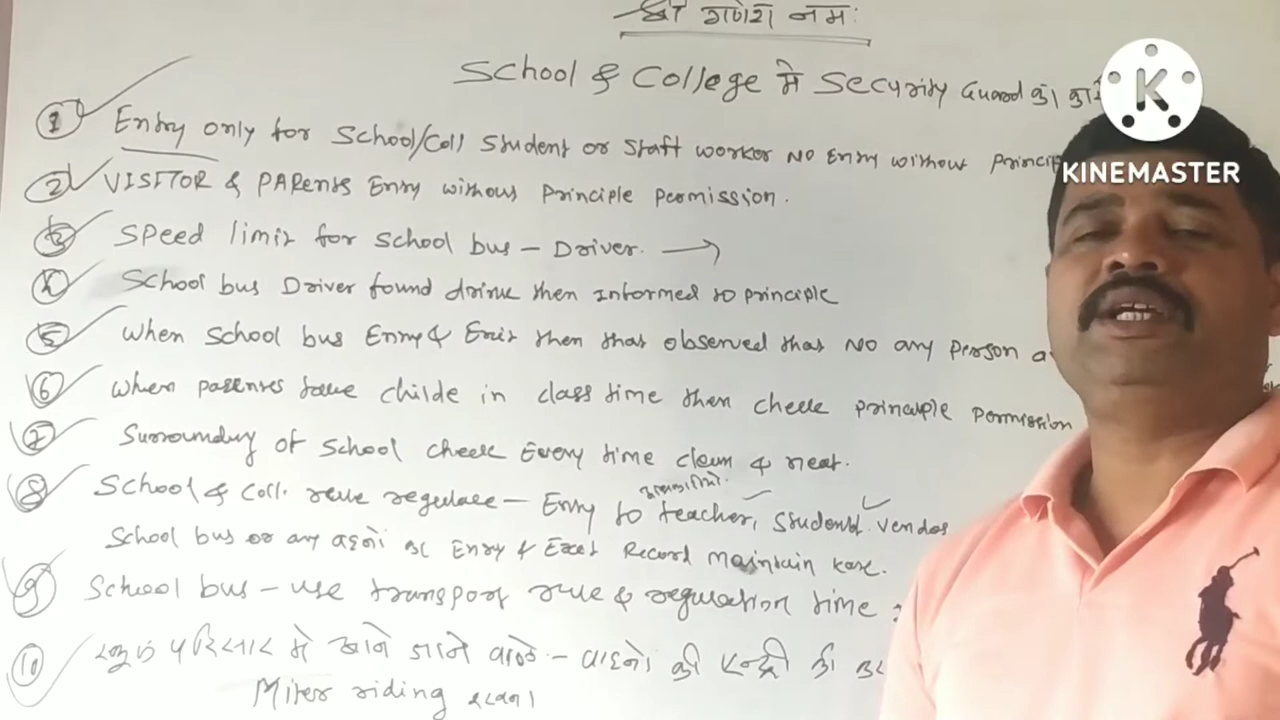 श्री गणेश नमः
School & College मे Security Guard का
K
KINEMASTER
① Entry only for School/Coll Student or Staff worker No Entry without
② VISITOR & PARents Entry without Principle Permission.
③ Speed limit for School bus - Driver. →
④ School bus Driver found drink then informed to principle
⑤ when School bus Entry & Exit then that observed that No any person
⑥ when parents take childe in class time then check principle permission
⑦ Surrounding of School check Every time clean & neat.
⑧ School & Coll. rule regulate - Entry to teacher, Student, Vendor
School bus or any वाहनो का Entry & Exit Record maintain करे.
⑨ School bus - use transport rule & regulation time
⑩ स्कूल परिसर मे आने जाने वाले - वाहनो की एन्ट्री
Miter riding रखना।